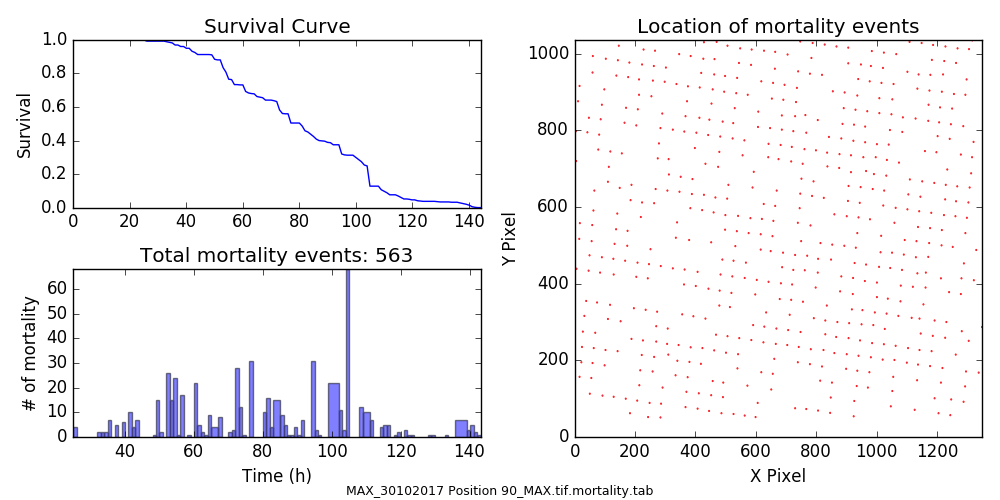 Survival Curve
1.0
0.8
0.6
0.4
0.2
0.0
Survival
0 20 40 60 80 100 120 140
Total mortality events: 563
60
50
40
30
20
10
0
# of mortality
40 60 80 100 120 140
Time (h)
Location of mortality events
1000
800
600
400
200
0
Y Pixel
0 200 400 600 800 1000 1200
X Pixel
MAX_30102017 Position 90_MAX.tif.mortality.tab